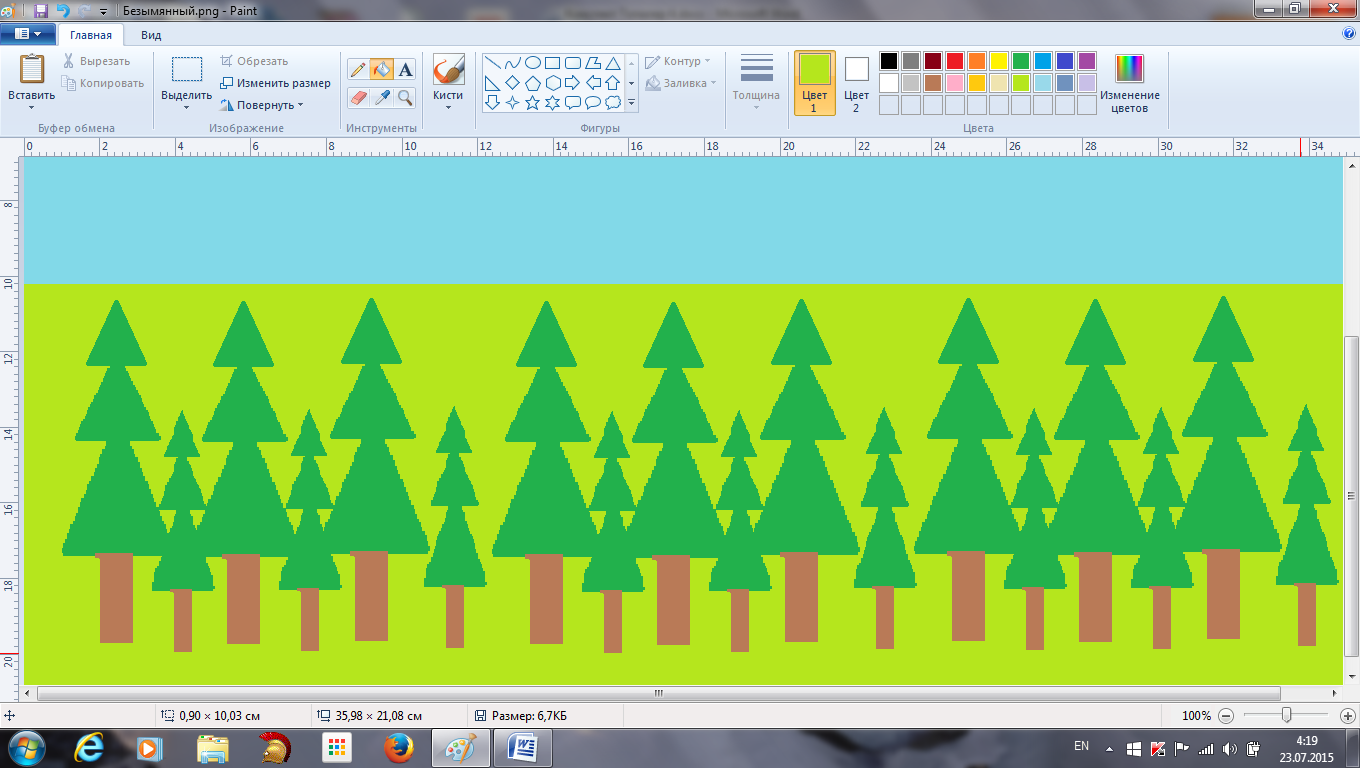 Безымянный.png - Paint
Главная Вид
Вставить
Вырезать
Копировать
Буфер обмена
Выделить
Обрезать
Изменить размер
Повернуть
Изображение
A
Инструменты
Кисти
Контур
Заливка
Фигуры
Толщина
Цвет 1
Цвет 2
Изменение цветов
Цвета
0 2 4 6 8 10 12 14 16 18 20 22 24 26 28 30 32 34
8
10
12
14
16
18
20
0,90 × 10,03 см
35,98 × 21,08 см
Размер: 6,7КБ
100%
EN
4:19
23.07.2015